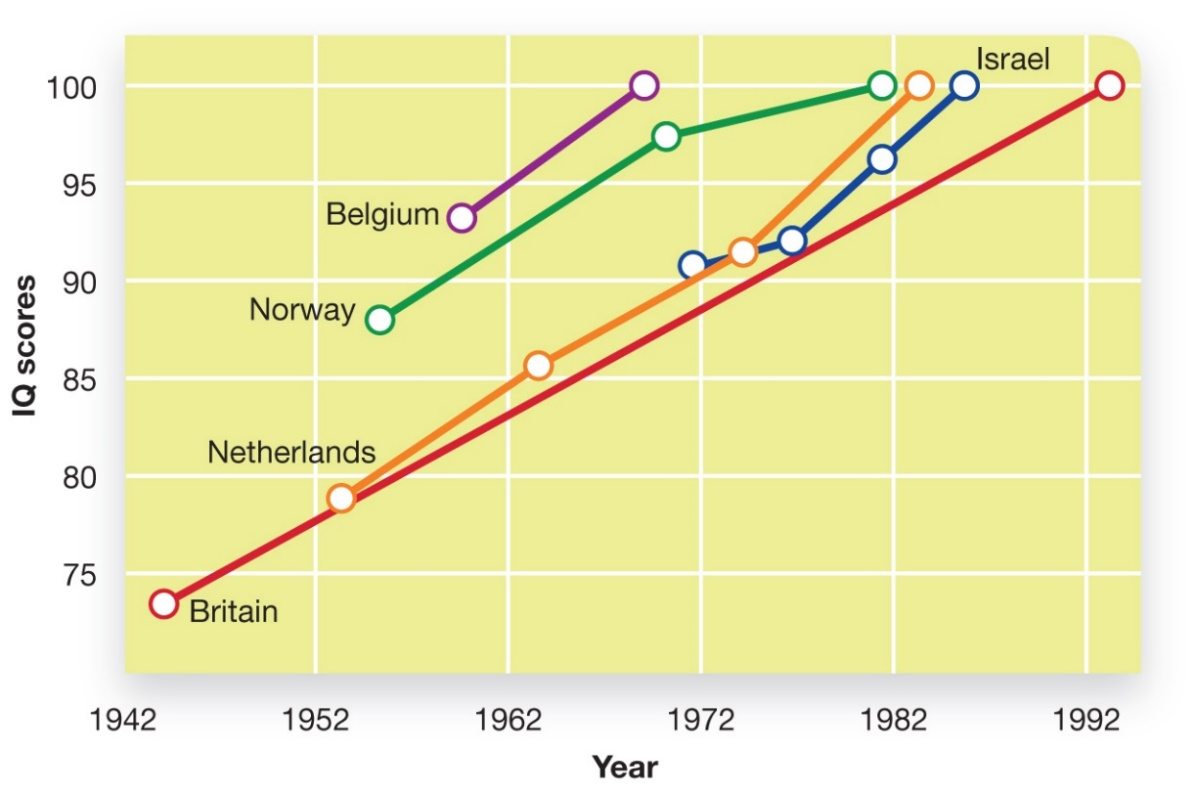 Israel
100
95
Belgium
90
Norway
IQ scores
85
Netherlands
80
75
Britain
1942 1952 1962 1972 1982 1992
Year